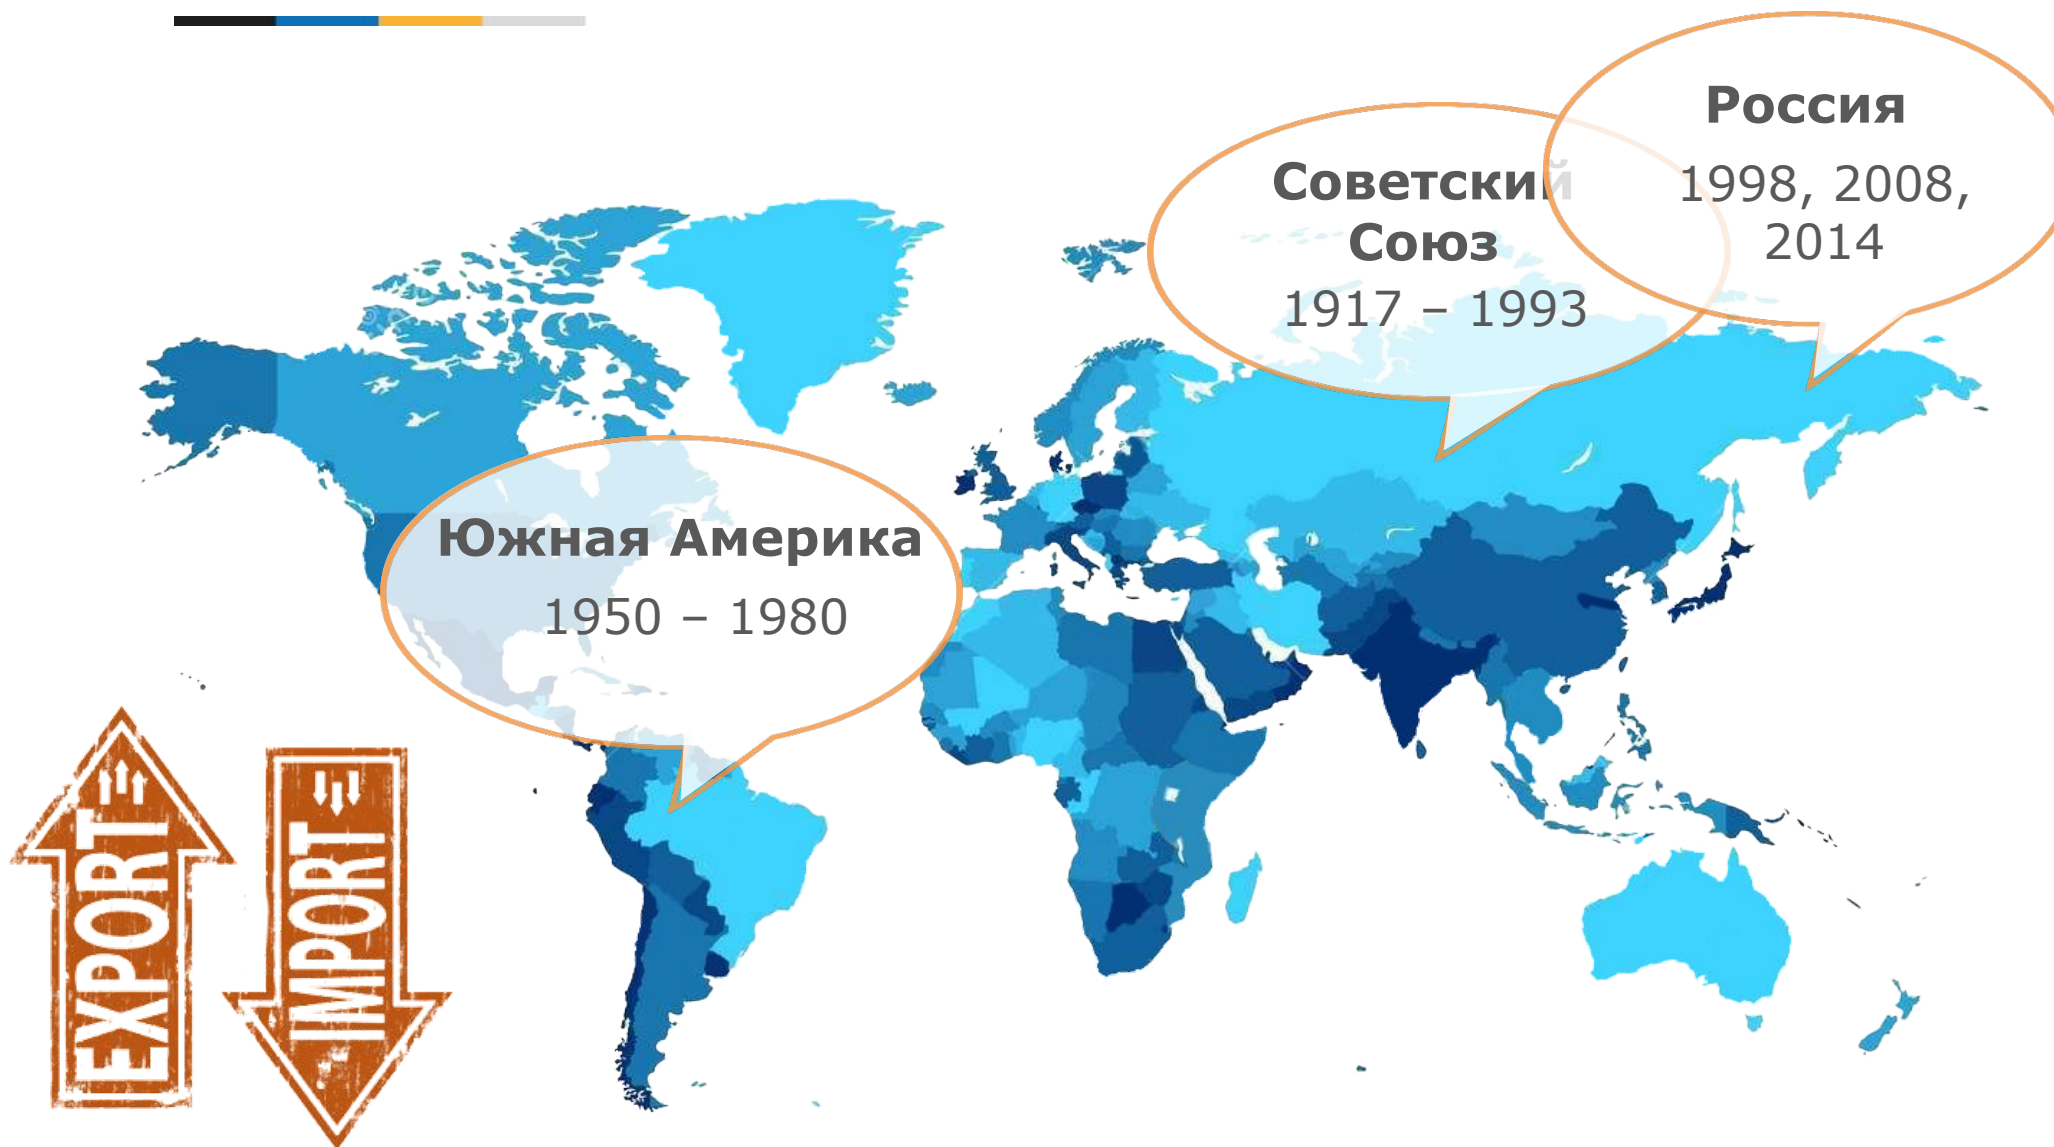 Россия
1998, 2008,
2014
Советский
Союз
1917 – 1993
Южная Америка
1950 – 1980
EXPORT
IMPORT